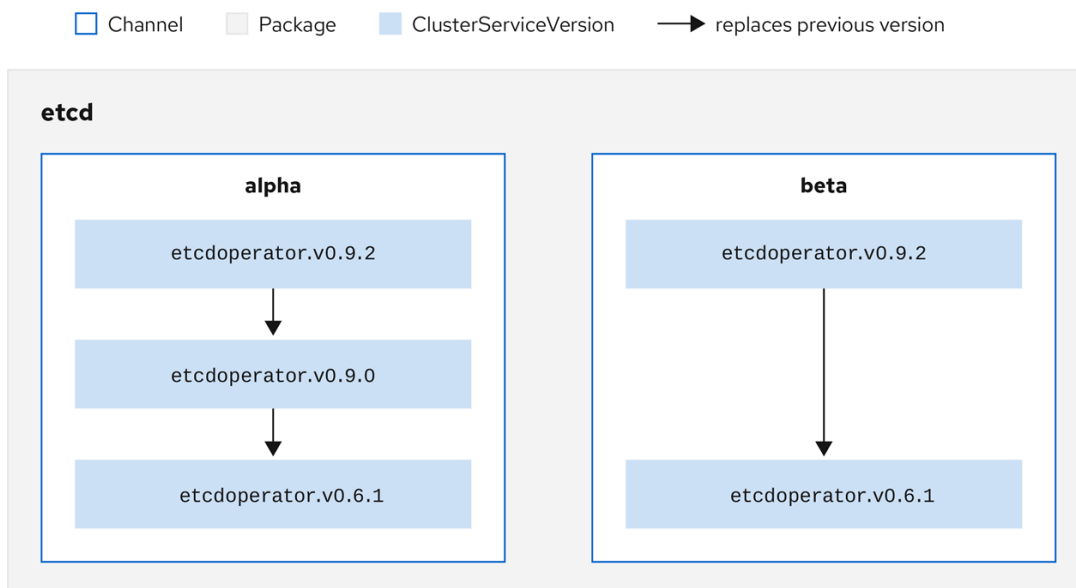 Channel
Package
ClusterServiceVersion
replaces previous version
etcd
alpha
etcdoperator.v0.9.2
etcdoperator.v0.9.0
etcdoperator.v0.6.1
beta
etcdoperator.v0.9.2
etcdoperator.v0.6.1